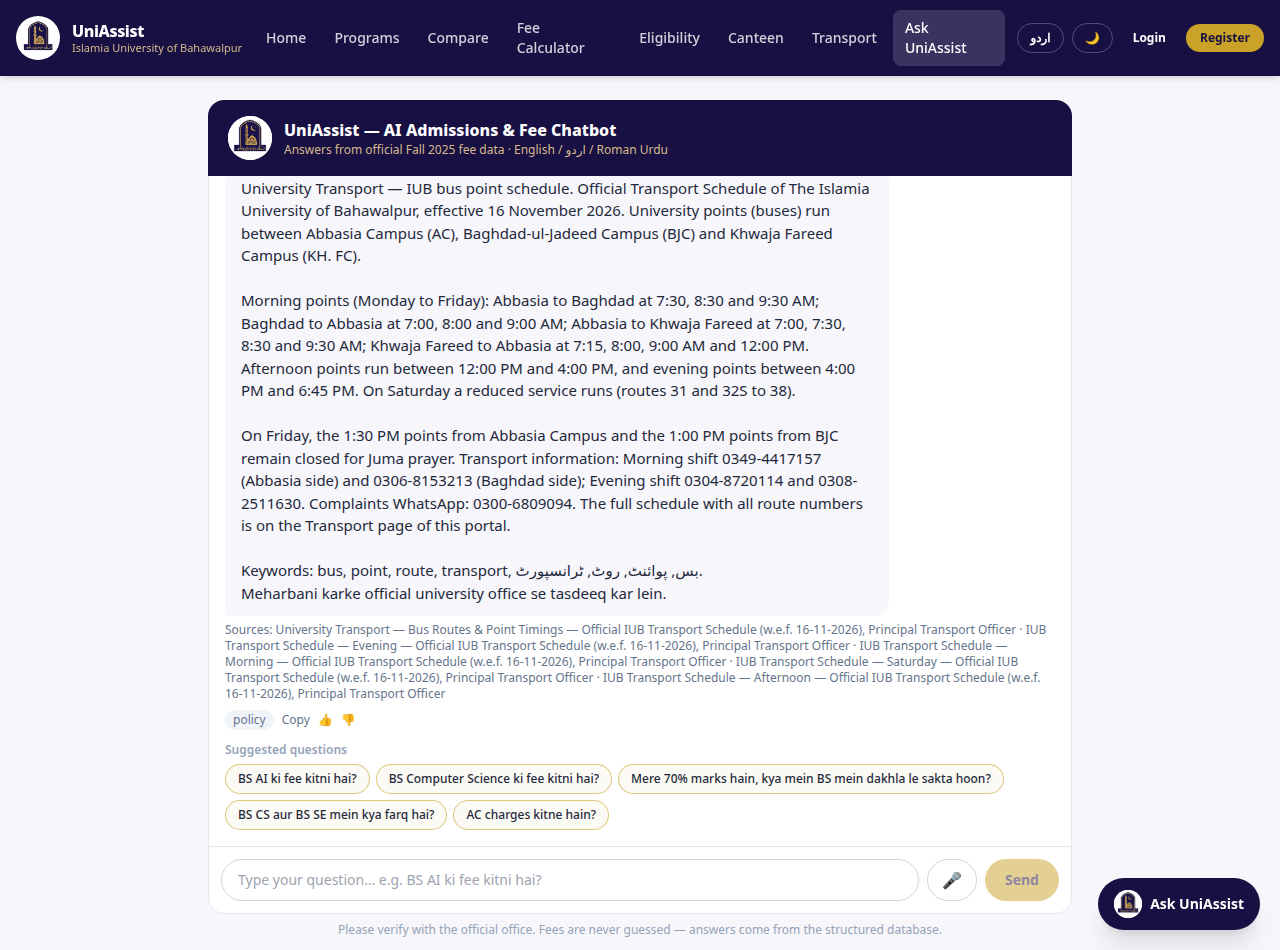 UniAssist
Islamia University of Bahawalpur
Home
Programs
Compare
Fee
Calculator
Eligibility
Canteen
Transport
Ask
UniAssist
اردو
Login
Register
UniAssist — AI Admissions & Fee Chatbot
Answers from official Fall 2025 fee data · English / اردو / Roman Urdu
University Transport — IUB bus point schedule. Official Transport Schedule of The Islamia
University of Bahawalpur, effective 16 November 2026. University points (buses) run
between Abbasia Campus (AC), Baghdad-ul-Jadeed Campus (BJC) and Khwaja Fareed
Campus (KH. FC).
Morning points (Monday to Friday): Abbasia to Baghdad at 7:30, 8:30 and 9:30 AM;
Baghdad to Abbasia at 7:00, 8:00 and 9:00 AM; Abbasia to Khwaja Fareed at 7:00, 7:30,
8:30 and 9:30 AM; Khwaja Fareed to Abbasia at 7:15, 8:00, 9:00 AM and 12:00 PM.
Afternoon points run between 12:00 PM and 4:00 PM, and evening points between 4:00
PM and 6:45 PM. On Saturday a reduced service runs (routes 31 and 32S to 38).
On Friday, the 1:30 PM points from Abbasia Campus and the 1:00 PM points from BJC
remain closed for Juma prayer. Transport information: Morning shift 0349-4417157
(Abbasia side) and 0306-8153213 (Baghdad side); Evening shift 0304-8720114 and 0308-
2511630. Complaints WhatsApp: 0300-6809094. The full schedule with all route numbers
is on the Transport page of this portal.
Keywords: bus, point, route, transport, بس, پوائنٹ, روٹ, ٹرانسپورٹ.
Meharbani karke official university office se tasdeeq kar lein.
Sources: University Transport — Bus Routes & Point Timings — Official IUB Transport Schedule (w.e.f. 16-11-2026), Principal Transport Officer · IUB
Transport Schedule — Evening — Official IUB Transport Schedule (w.e.f. 16-11-2026), Principal Transport Officer · IUB Transport Schedule —
Morning — Official IUB Transport Schedule (w.e.f. 16-11-2026), Principal Transport Officer · IUB Transport Schedule — Saturday — Official IUB
Transport Schedule (w.e.f. 16-11-2026), Principal Transport Officer · IUB Transport Schedule — Afternoon — Official IUB Transport Schedule (w.e.f.
16-11-2026), Principal Transport Officer
policy Copy 👍 👎
Suggested questions
BS AI ki fee kitni hai?
BS Computer Science ki fee kitni hai?
Mere 70% marks hain, kya mein BS mein dakhla le sakta hoon?
BS CS aur BS SE mein kya farq hai?
AC charges kitne hain?
Type your question... e.g. BS AI ki fee kitni hai?
Send
Ask UniAssist
Please verify with the official office. Fees are never guessed — answers come from the structured database.